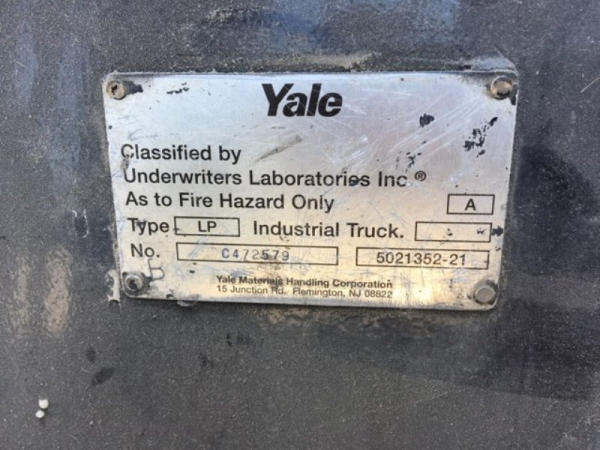 Yale
Classified by
Underwriters Laboratories Inc ®
As to Fire Hazard Only A
Type LP Industrial Truck.
No. C472579 5021352-21
Yale Materials Handling Corporation
15 Junction Rd. Flemington, NJ 08822